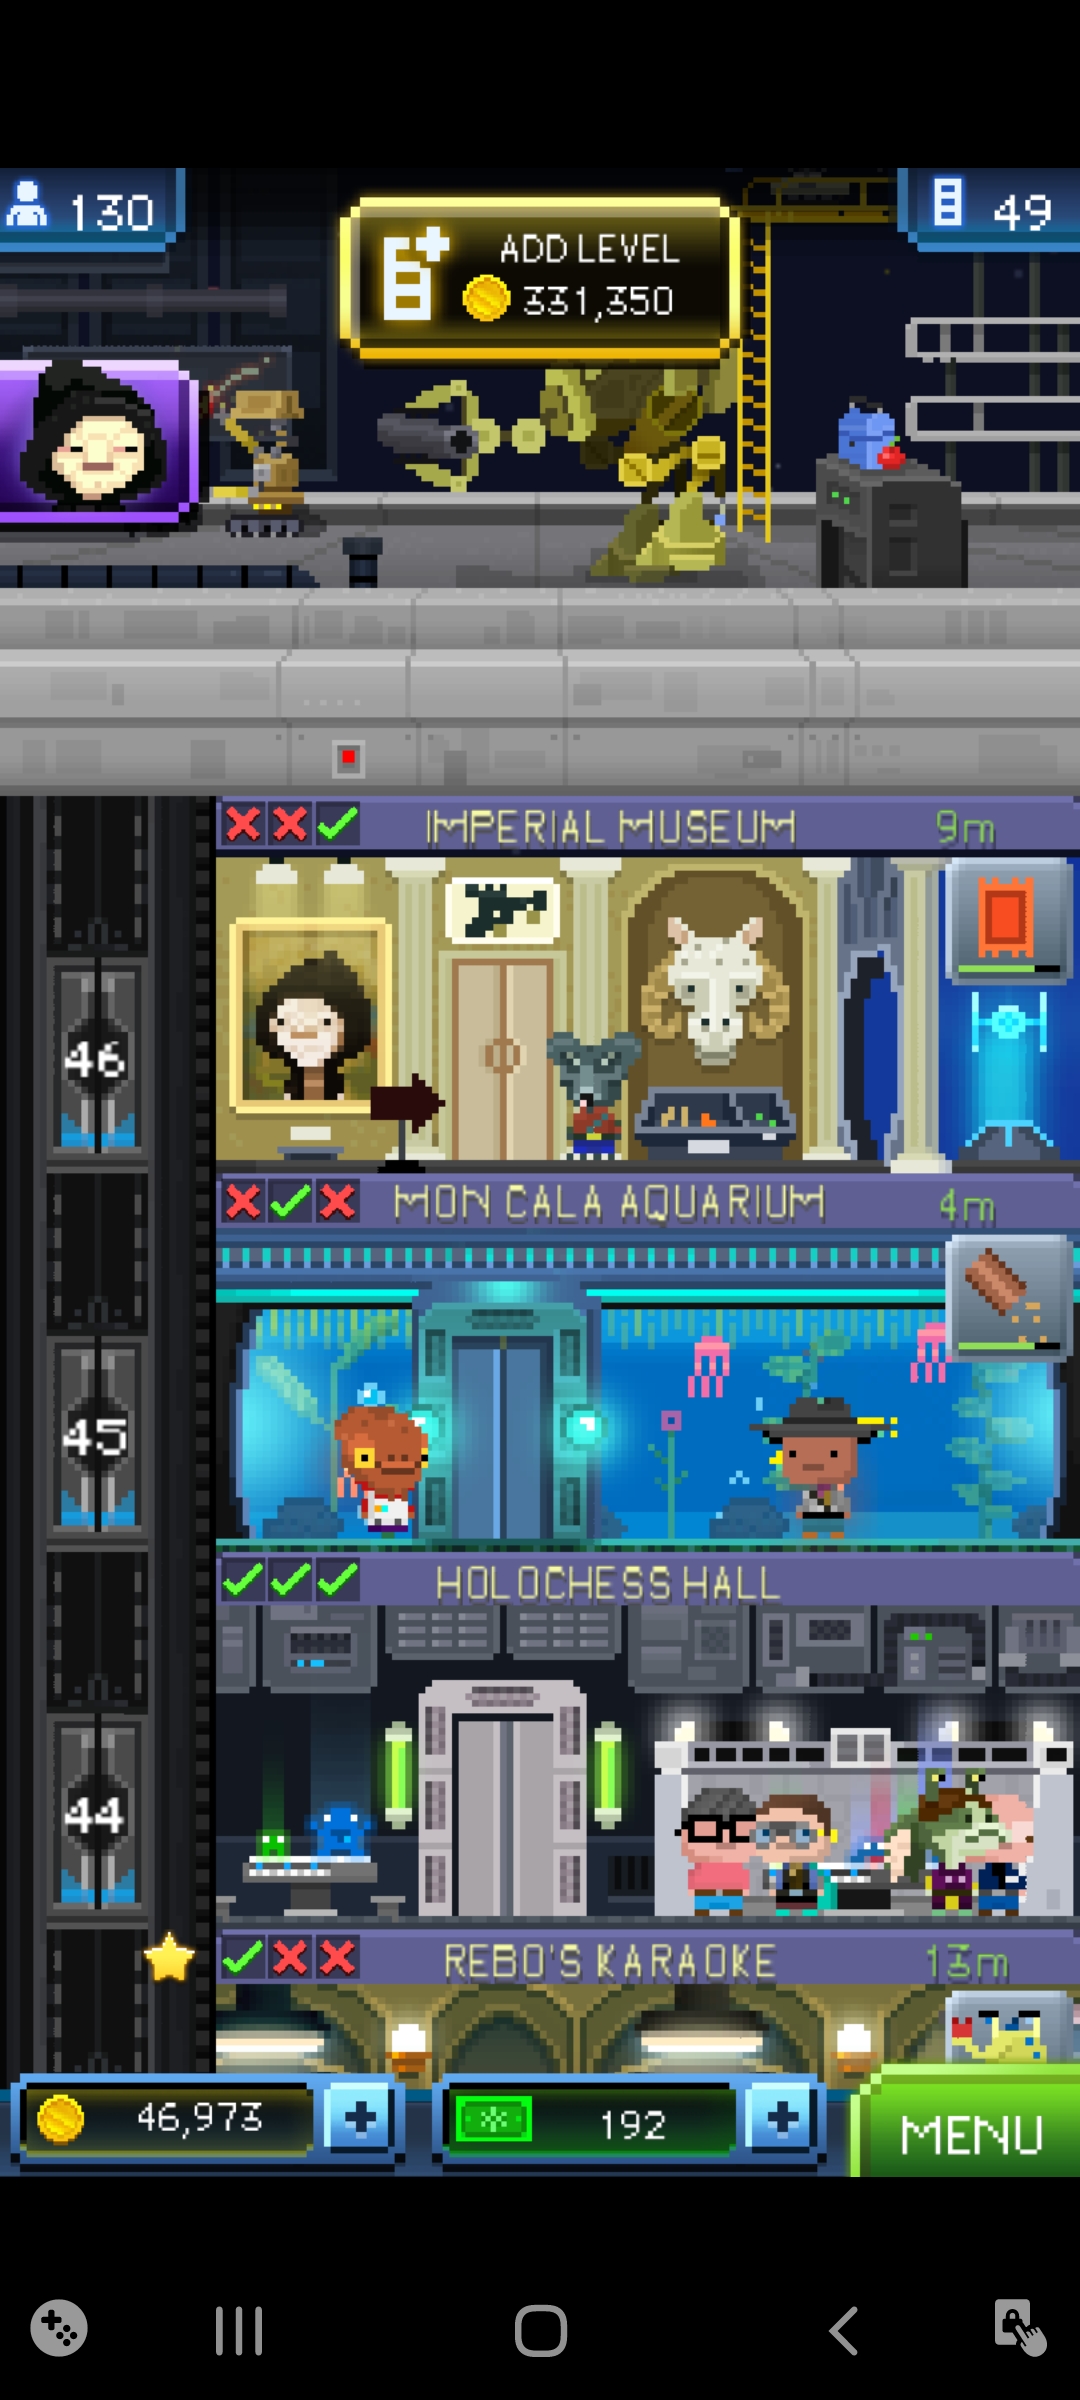 130
ADD LEVEL
331,350
49
IMPERIAL MUSEUM 9m
46
MON CALA AQUARIUM 4m
45
HOLOCHESS HALL
44
REBO'S KARAOKE 13m
46,973
192
MENU